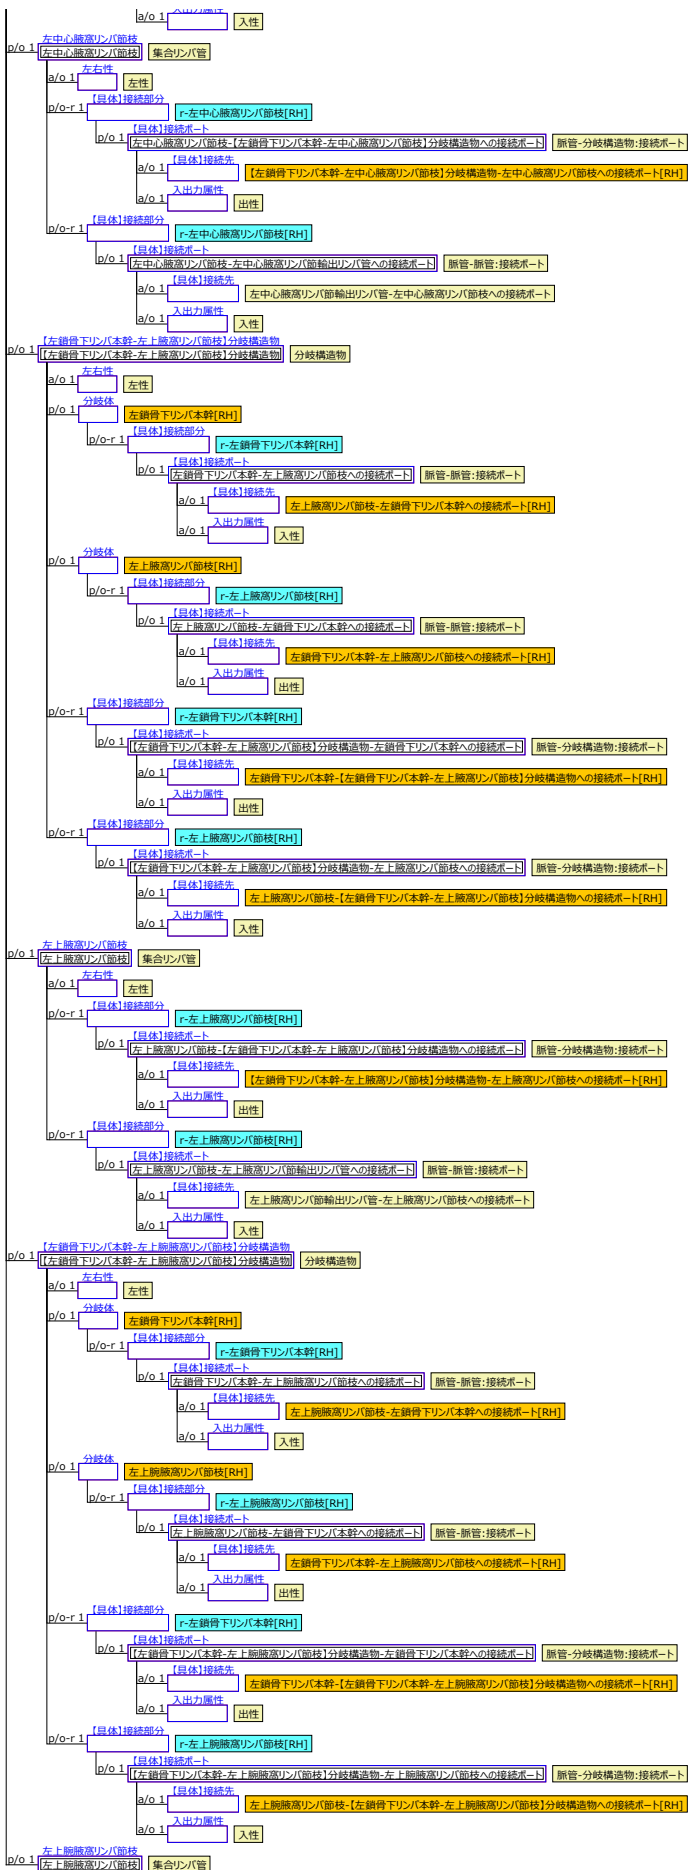 入出力属性
a/o 1 入性
左中心腋窩リンパ節枝
p/o 1 左中心腋窩リンパ節枝 集合リンパ管
左右性
a/o 1 左性
【具体】接続部分
p/o-r 1 r-左中心腋窩リンパ節枝[RH]
【具体】接続ポート
p/o 1 左中心腋窩リンパ節枝-【左鎖骨下リンパ本幹-左中心腋窩リンパ節枝】分岐構造物への接続ポート 脈管-分岐構造物:接続ポート
【具体】接続先
a/o 1 【左鎖骨下リンパ本幹-左中心腋窩リンパ節枝】分岐構造物-左中心腋窩リンパ節枝への接続ポート[RH]
入出力属性
a/o 1 出性
【具体】接続部分
p/o-r 1 r-左中心腋窩リンパ節枝[RH]
【具体】接続ポート
p/o 1 左中心腋窩リンパ節枝-左中心腋窩リンパ節輸出リンパ管への接続ポート 脈管-脈管:接続ポート
【具体】接続先
a/o 1 左中心腋窩リンパ節輸出リンパ管-左中心腋窩リンパ節枝への接続ポート
入出力属性
a/o 1 入性
【左鎖骨下リンパ本幹-左上腋窩リンパ節枝】分岐構造物
p/o 1 【左鎖骨下リンパ本幹-左上腋窩リンパ節枝】分岐構造物 分岐構造物
左右性
a/o 1 左性
分岐体
p/o 1 左鎖骨下リンパ本幹[RH]
【具体】接続部分
p/o-r 1 r-左鎖骨下リンパ本幹[RH]
【具体】接続ポート
p/o 1 左鎖骨下リンパ本幹-左上腋窩リンパ節枝への接続ポート 脈管-脈管:接続ポート
【具体】接続先
a/o 1 左上腋窩リンパ節枝-左鎖骨下リンパ本幹への接続ポート[RH]
入出力属性
a/o 1 入性
分岐体
p/o 1 左上腋窩リンパ節枝[RH]
【具体】接続部分
p/o-r 1 r-左上腋窩リンパ節枝[RH]
【具体】接続ポート
p/o 1 左上腋窩リンパ節枝-左鎖骨下リンパ本幹への接続ポート 脈管-脈管:接続ポート
【具体】接続先
a/o 1 左鎖骨下リンパ本幹-左上腋窩リンパ節枝への接続ポート[RH]
入出力属性
a/o 1 出性
【具体】接続部分
p/o-r 1 r-左鎖骨下リンパ本幹[RH]
【具体】接続ポート
p/o 1 【左鎖骨下リンパ本幹-左上腋窩リンパ節枝】分岐構造物-左鎖骨下リンパ本幹への接続ポート 脈管-分岐構造物:接続ポート
【具体】接続先
a/o 1 左鎖骨下リンパ本幹-【左鎖骨下リンパ本幹-左上腋窩リンパ節枝】分岐構造物への接続ポート[RH]
入出力属性
a/o 1 出性
【具体】接続部分
p/o-r 1 r-左上腋窩リンパ節枝[RH]
【具体】接続ポート
p/o 1 【左鎖骨下リンパ本幹-左上腋窩リンパ節枝】分岐構造物-左上腋窩リンパ節枝への接続ポート 脈管-分岐構造物:接続ポート
【具体】接続先
a/o 1 左上腋窩リンパ節枝-【左鎖骨下リンパ本幹-左上腋窩リンパ節枝】分岐構造物への接続ポート[RH]
入出力属性
a/o 1 入性
左上腋窩リンパ節枝
p/o 1 左上腋窩リンパ節枝 集合リンパ管
左右性
a/o 1 左性
【具体】接続部分
p/o-r 1 r-左上腋窩リンパ節枝[RH]
【具体】接続ポート
p/o 1 左上腋窩リンパ節枝-【左鎖骨下リンパ本幹-左上腋窩リンパ節枝】分岐構造物への接続ポート 脈管-分岐構造物:接続ポート
【具体】接続先
a/o 1 【左鎖骨下リンパ本幹-左上腋窩リンパ節枝】分岐構造物-左上腋窩リンパ節枝への接続ポート[RH]
入出力属性
a/o 1 出性
【具体】接続部分
p/o-r 1 r-左上腋窩リンパ節枝[RH]
【具体】接続ポート
p/o 1 左上腋窩リンパ節枝-左上腋窩リンパ節輸出リンパ管への接続ポート 脈管-脈管:接続ポート
【具体】接続先
a/o 1 左上腋窩リンパ節輸出リンパ管-左上腋窩リンパ節枝への接続ポート
入出力属性
a/o 1 入性
【左鎖骨下リンパ本幹-左上腕腋窩リンパ節枝】分岐構造物
p/o 1 【左鎖骨下リンパ本幹-左上腕腋窩リンパ節枝】分岐構造物 分岐構造物
左右性
a/o 1 左性
分岐体
p/o 1 左鎖骨下リンパ本幹[RH]
【具体】接続部分
p/o-r 1 r-左鎖骨下リンパ本幹[RH]
【具体】接続ポート
p/o 1 左鎖骨下リンパ本幹-左上腕腋窩リンパ節枝への接続ポート 脈管-脈管:接続ポート
【具体】接続先
a/o 1 左上腕腋窩リンパ節枝-左鎖骨下リンパ本幹への接続ポート[RH]
入出力属性
a/o 1 入性
分岐体
p/o 1 左上腕腋窩リンパ節枝[RH]
【具体】接続部分
p/o-r 1 r-左上腕腋窩リンパ節枝[RH]
【具体】接続ポート
p/o 1 左上腕腋窩リンパ節枝-左鎖骨下リンパ本幹への接続ポート 脈管-脈管:接続ポート
【具体】接続先
a/o 1 左鎖骨下リンパ本幹-左上腕腋窩リンパ節枝への接続ポート[RH]
入出力属性
a/o 1 出性
【具体】接続部分
p/o-r 1 r-左鎖骨下リンパ本幹[RH]
【具体】接続ポート
p/o 1 【左鎖骨下リンパ本幹-左上腕腋窩リンパ節枝】分岐構造物-左鎖骨下リンパ本幹への接続ポート 脈管-分岐構造物:接続ポート
【具体】接続先
a/o 1 左鎖骨下リンパ本幹-【左鎖骨下リンパ本幹-左上腕腋窩リンパ節枝】分岐構造物への接続ポート[RH]
入出力属性
a/o 1 出性
【具体】接続部分
p/o-r 1 r-左上腕腋窩リンパ節枝[RH]
【具体】接続ポート
p/o 1 【左鎖骨下リンパ本幹-左上腕腋窩リンパ節枝】分岐構造物-左上腕腋窩リンパ節枝への接続ポート 脈管-分岐構造物:接続ポート
【具体】接続先
a/o 1 左上腕腋窩リンパ節枝-【左鎖骨下リンパ本幹-左上腕腋窩リンパ節枝】分岐構造物への接続ポート[RH]
入出力属性
a/o 1 入性
左上腕腋窩リンパ節枝
p/o 1 左上腕腋窩リンパ節枝 集合リンパ管